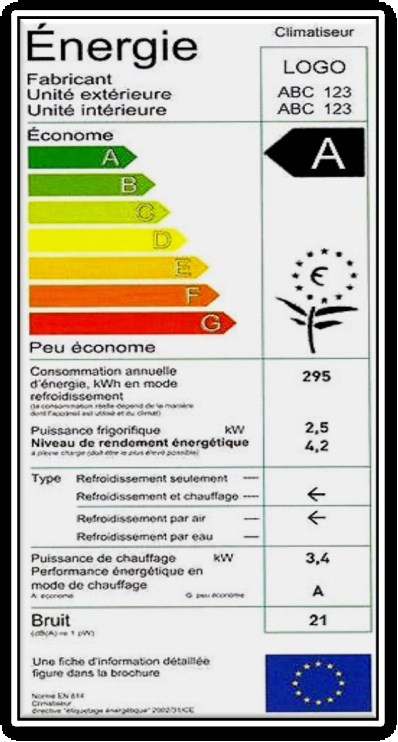 Énergie
Climatiseur
Fabricant
Unité extérieure
Unité intérieure
LOGO
ABC 123
ABC 123
Économe
A
B
C
D
E
F
G
A
Peu économe
Consommation annuelle
d'énergie, kWh en mode
refroidissement
295
(la consommation réelle dépend de la manière
dont l'appareil est utilisé et du climat)
Puissance frigorifique kW 2,5
Niveau de rendement énergétique 4,2
à pleine charge (doit être le plus élevé possible)
Type Refroidissement seulement —
Refroidissement et chauffage — ←
Refroidissement par air — ←
Refroidissement par eau —
Puissance de chauffage kW 3,4
Performance énergétique en
mode de chauffage A
A: économe G: peu économe
Bruit 21
(dB(A) re 1 pW)
Une fiche d'information détaillée
figure dans la brochure
Norme EN 814
Climatiseur
directive "étiquetage énergétique" 2002/31/CE